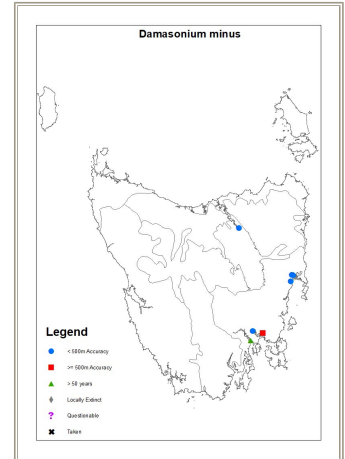 Damasonium minus
Legend
< 500m Accuracy
>= 500m Accuracy
> 50 years
Locally Extinct
? Questionable
Taken